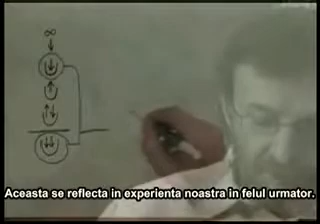 ∞
Aceasta se reflecta in experienta noastra in felul urmator.